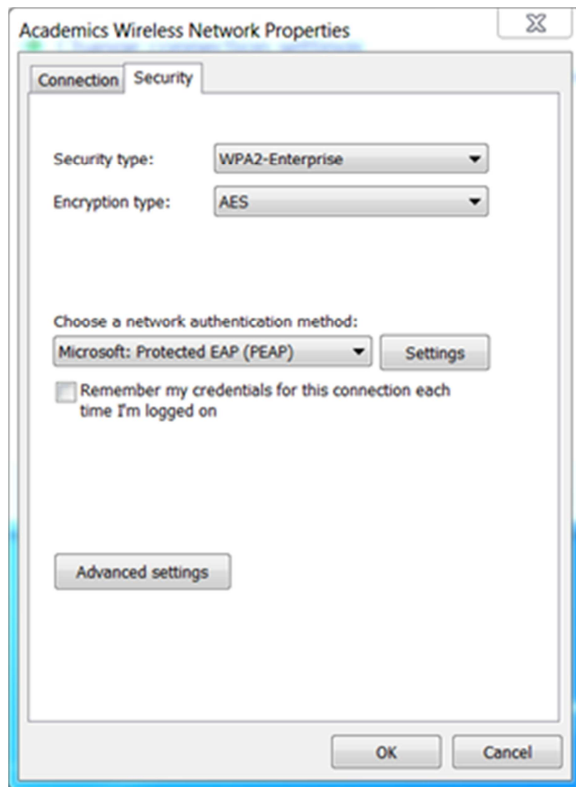 Academics Wireless Network Properties
Connection
Security
Security type:
WPA2-Enterprise
Encryption type:
AES
Choose a network authentication method:
Microsoft: Protected EAP (PEAP)
Settings
Remember my credentials for this connection each
time I'm logged on
Advanced settings
OK
Cancel